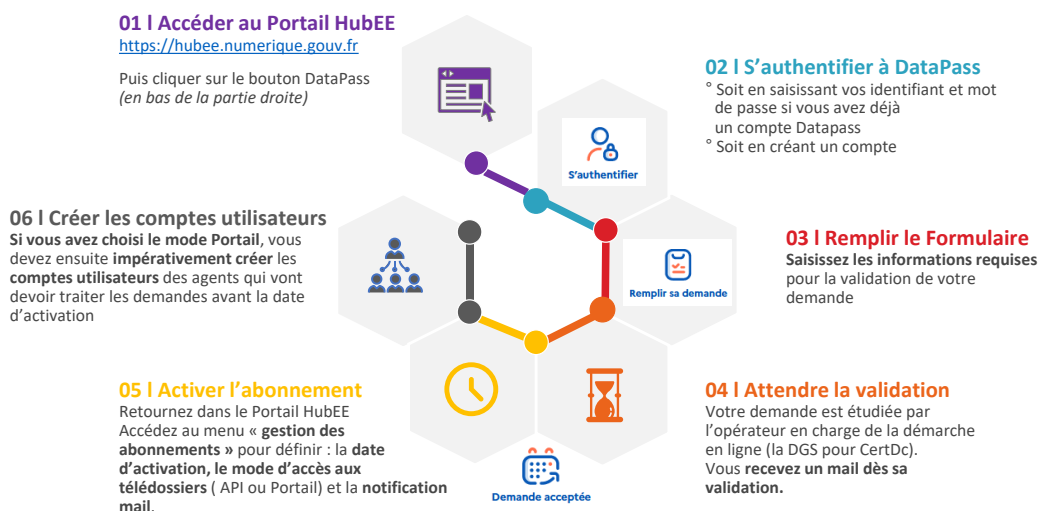 01 l Accéder au Portail HubEE
https://hubee.numerique.gouv.fr
Puis cliquer sur le bouton DataPass
(en bas de la partie droite)
02 l S’authentifier à DataPass
° Soit en saisissant vos identifiant et mot
de passe si vous avez déjà
un compte Datapass
° Soit en créant un compte
S'authentifier
03 l Remplir le Formulaire
Saisissez les informations requises
pour la validation de votre
demande
Remplir sa demande
04 l Attendre la validation
Votre demande est étudiée par
l’opérateur en charge de la démarche
en ligne (la DGS pour CertDc).
Vous recevez un mail dès sa
validation.
Demande acceptée
05 l Activer l’abonnement
Retournez dans le Portail HubEE
Accédez au menu « gestion des
abonnements » pour définir : la date
d’activation, le mode d’accès aux
télédossiers ( API ou Portail) et la notification
mail.
06 l Créer les comptes utilisateurs
Si vous avez choisi le mode Portail, vous
devez ensuite impérativement créer les
comptes utilisateurs des agents qui vont
devoir traiter les demandes avant la date
d’activation